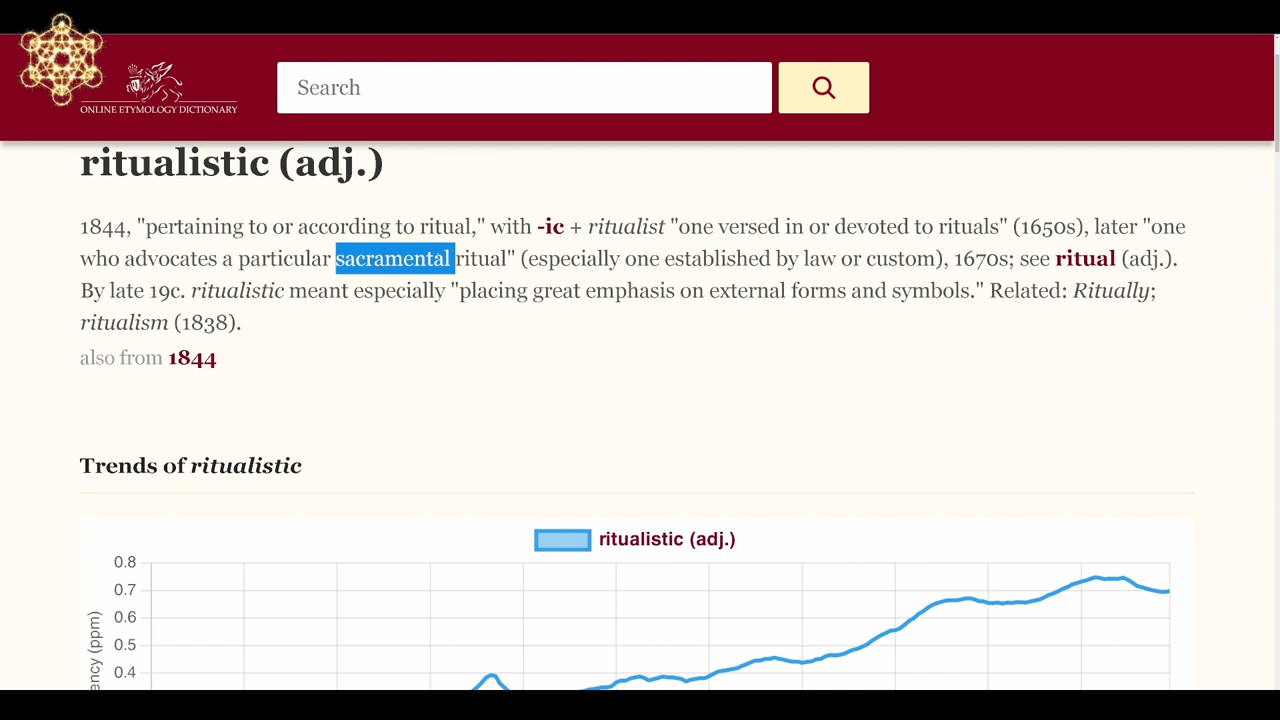 Search
ONLINE ETYMOLOGY DICTIONARY
ritualistic (adj.)
1844, "pertaining to or according to ritual," with -ic + ritualist "one versed in or devoted to rituals" (1650s), later "one
who advocates a particular sacramental ritual" (especially one established by law or custom), 1670s; see ritual (adj.).
By late 19c. ritualistic meant especially "placing great emphasis on external forms and symbols." Related: Ritually;
ritualism (1838).
also from 1844
Trends of ritualistic
ritualistic (adj.)
0.8
0.7
0.6
0.5
0.4
ency (ppm)